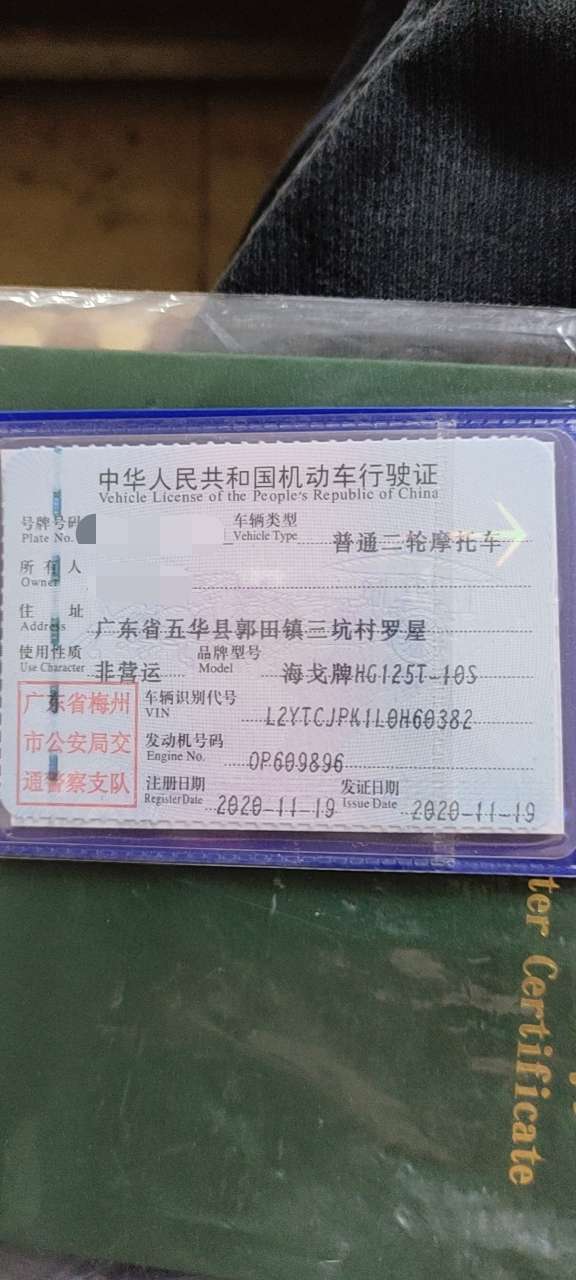 中华人民共和国机动车行驶证
Vehicle License of the People's Republic of China
号牌号码 车辆类型 普通二轮摩托车
Plate No. Vehicle Type
所有人
Owner
住址 广东省五华县郭田镇三坑村罗屋
Address
使用性质 非营运 品牌型号 海戈牌HG125T-10S
Use Character Model
广东省梅州
市公安局交
通警察支队
车辆识别代号 L2YTCJPK1L0H60382
VIN
发动机号码 0P609896
Engine No.
注册日期 2020-11-19 发证日期 2020-11-19
Register Date Issue Date
ter Certificate